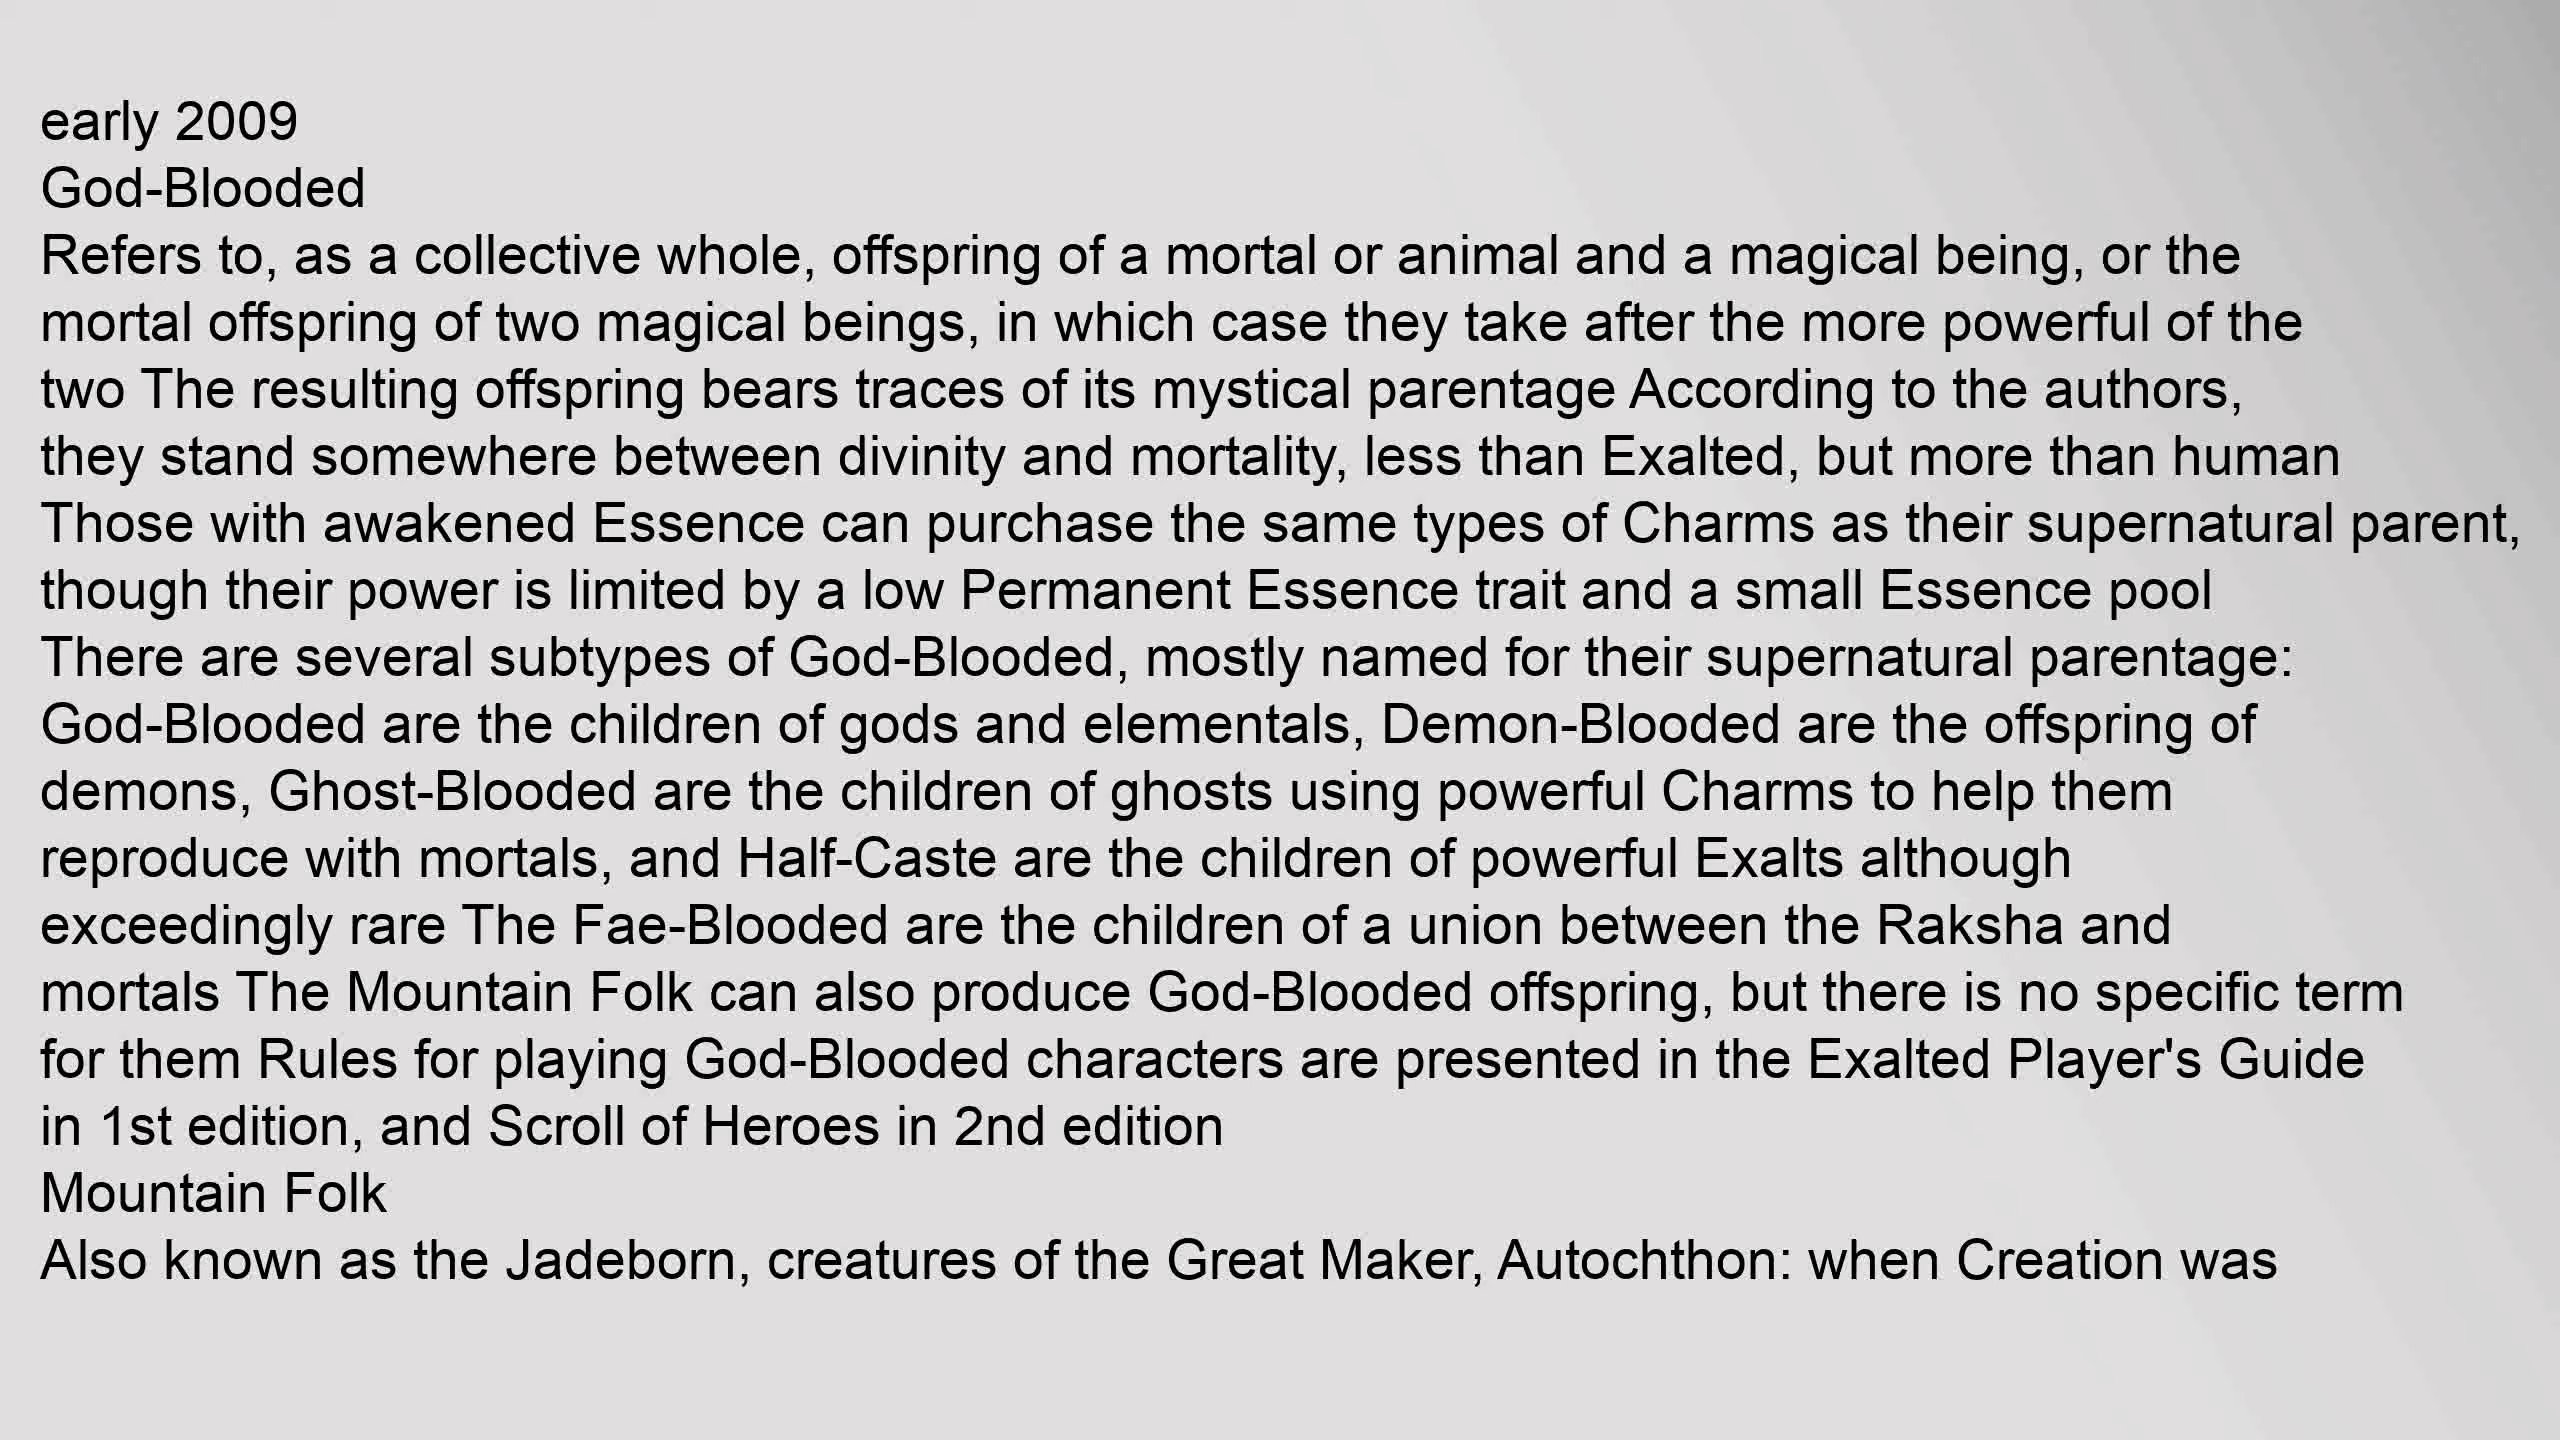 early 2009
God-Blooded
Refers to, as a collective whole, offspring of a mortal or animal and a magical being, or the
mortal offspring of two magical beings, in which case they take after the more powerful of the
two The resulting offspring bears traces of its mystical parentage According to the authors,
they stand somewhere between divinity and mortality, less than Exalted, but more than human
Those with awakened Essence can purchase the same types of Charms as their supernatural parent,
though their power is limited by a low Permanent Essence trait and a small Essence pool
There are several subtypes of God-Blooded, mostly named for their supernatural parentage:
God-Blooded are the children of gods and elementals, Demon-Blooded are the offspring of
demons, Ghost-Blooded are the children of ghosts using powerful Charms to help them
reproduce with mortals, and Half-Caste are the children of powerful Exalts although
exceedingly rare The Fae-Blooded are the children of a union between the Raksha and
mortals The Mountain Folk can also produce God-Blooded offspring, but there is no specific term
for them Rules for playing God-Blooded characters are presented in the Exalted Player's Guide
in 1st edition, and Scroll of Heroes in 2nd edition
Mountain Folk
Also known as the Jadeborn, creatures of the Great Maker, Autochthon: when Creation was